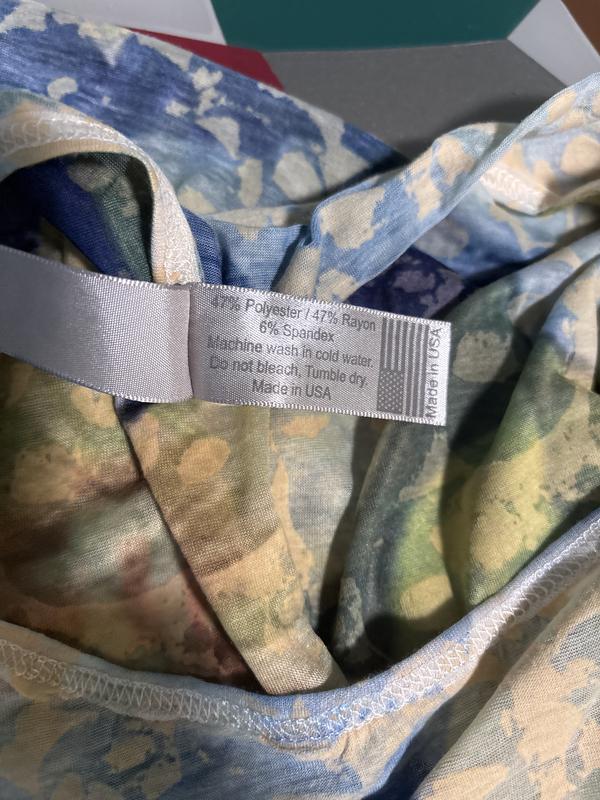 47% Polyester / 47% Rayon
6% Spandex
Machine wash in cold water.
Do not bleach, Tumble dry.
Made in USA
Made in USA